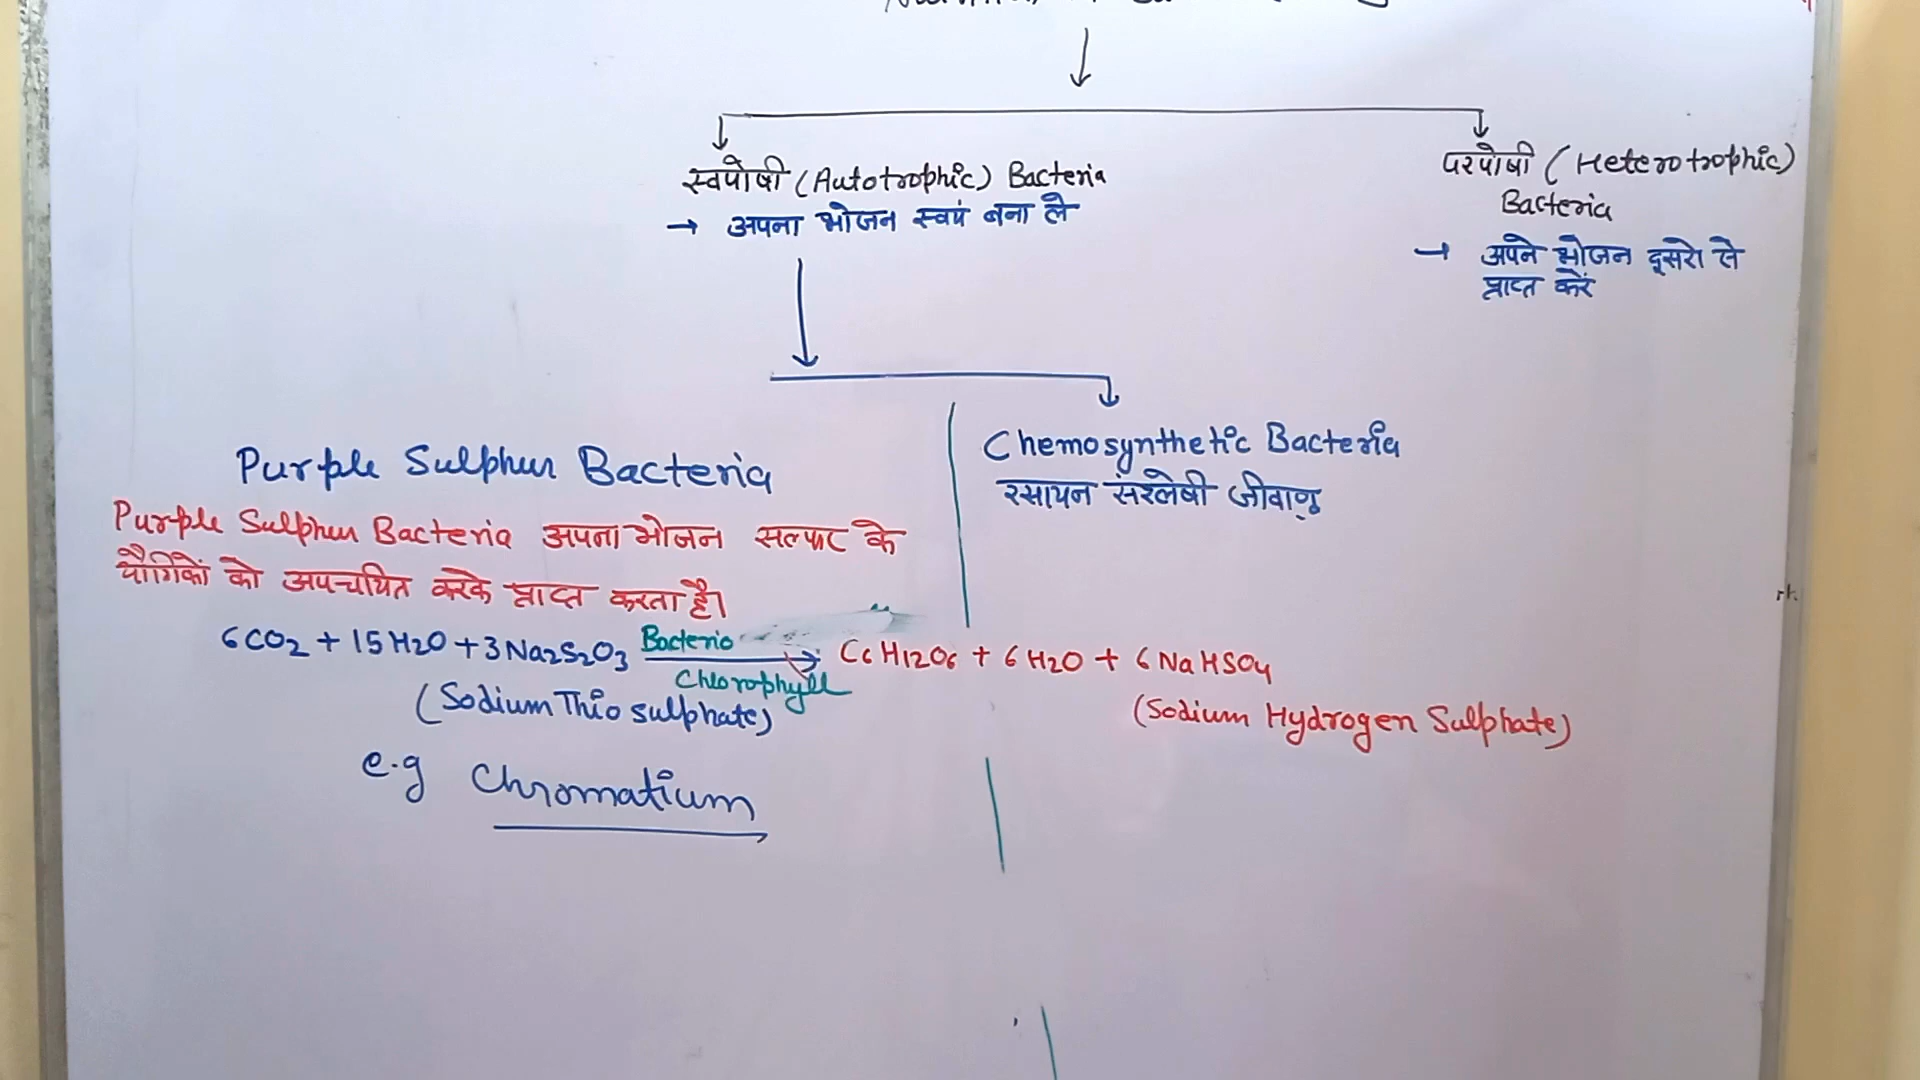 स्वपोषी (Autotrophic) Bacteria
→ अपना भोजन स्वयं बना ले
परपोषी (Heterotrophic)
Bacteria
→ अपने भोजन दूसरो से
प्राप्त करें
Purple Sulphur Bacteria
Chemosynthetic Bacteria
रसायन संश्लेषी जीवाणु
Purple Sulphur Bacteria अपना भोजन सल्फर के
यौगिकों को अपचयित करके प्राप्त करता है।
6CO2 + 15H2O + 3Na2S2O3 Bacterio Chlorophyll → C6H12O6 + 6H2O + 6NaHSO4
(Sodium Thio sulphate)
(Sodium Hydrogen Sulphate)
e.g Chromatium